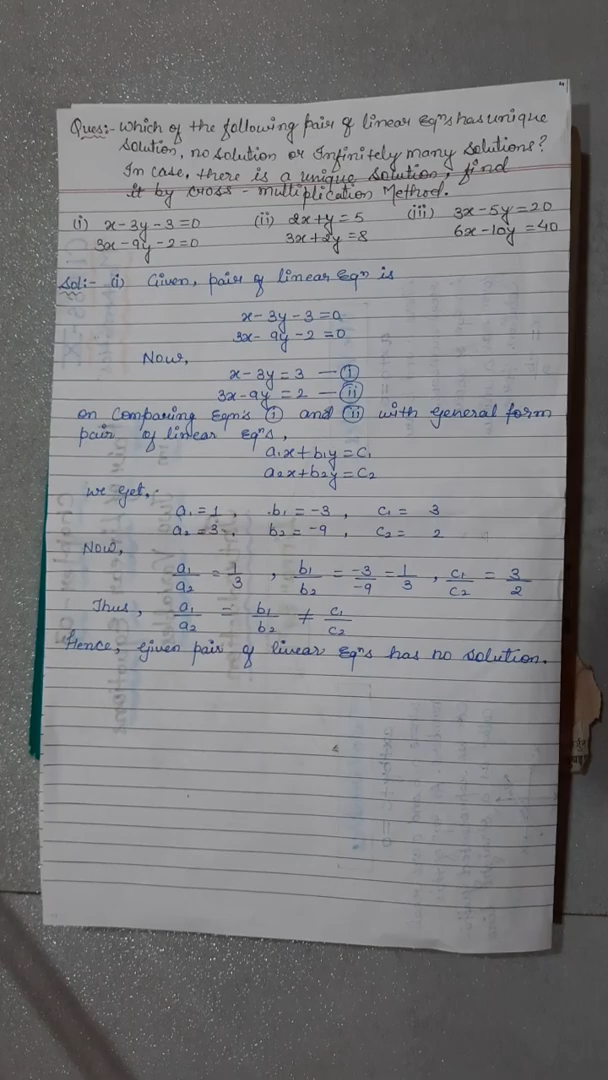 Ques:- Which of the following pair of linear Eqns has unique
solution, no solution or Infinitely many solutions?
In case, there is a unique solution, find
it by cross-multiplication Method.
(i) x-3y-3=0 (ii) 2x+y=5 (iii) 3x-5y=20
3x-9y-2=0 3x+2y=8 6x-10y=40
Sol:- (i) Given, pair of linear Eqn is
x-3y-3=0
3x-9y-2=0
Now,
x-3y=3 —(i)
3x-9y=2 —(ii)
on comparing Eqn's (i) and (ii) with general form
pair of linear Eqns,
a₁x+b₁y=c₁
a₂x+b₂y=c₂
we get,
a₁=1, b₁=-3, c₁= 3
a₂=3, b₂=-9, c₂= 2
Now,
a₁/a₂ = 1/3, b₁/b₂ = -3/-9 = 1/3, c₁/c₂ = 3/2
Thus, a₁/a₂ = b₁/b₂ ≠ c₁/c₂
Hence, given pair of linear Eqns has no solution.